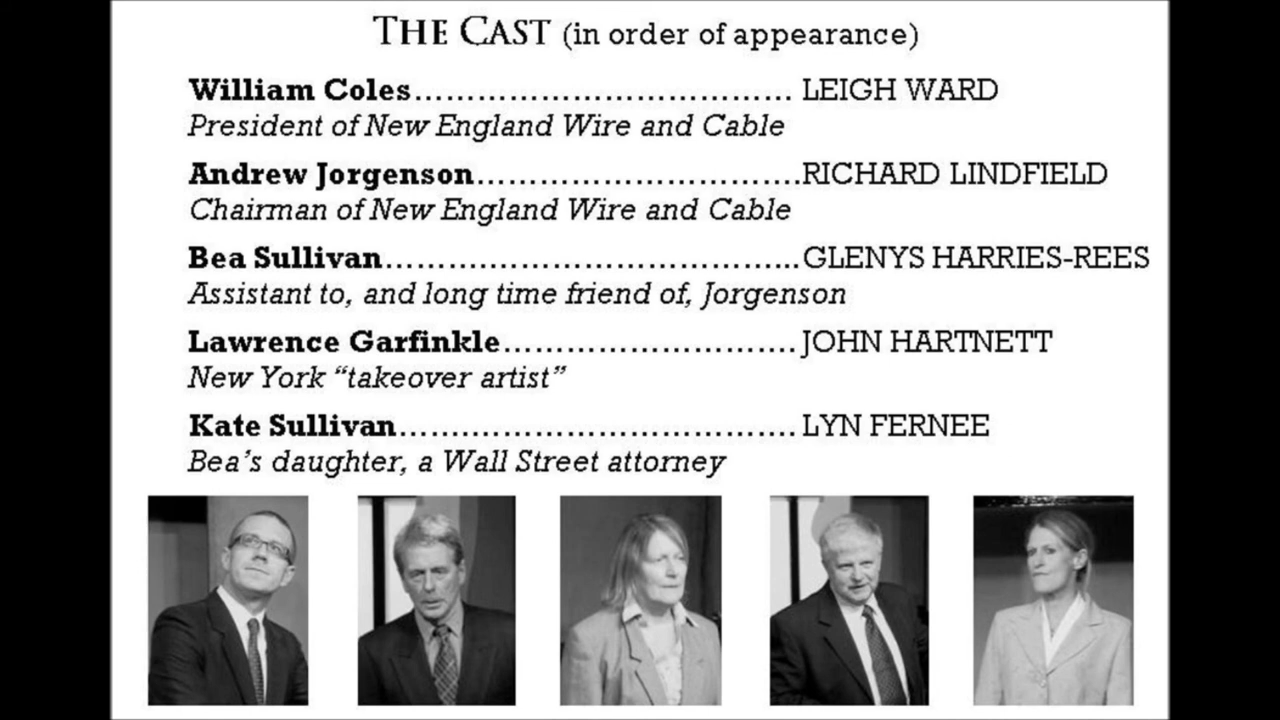 THE CAST (in order of appearance)
William Coles.................................... LEIGH WARD
President of New England Wire and Cable
Andrew Jorgenson...............................RICHARD LINDFIELD
Chairman of New England Wire and Cable
Bea Sullivan.......................................GLENYS HARRIES-REES
Assistant to, and long time friend of, Jorgenson
Lawrence Garfinkle............................JOHN HARTNETT
New York “takeover artist”
Kate Sullivan......................................LYN FERNEE
Bea’s daughter, a Wall Street attorney